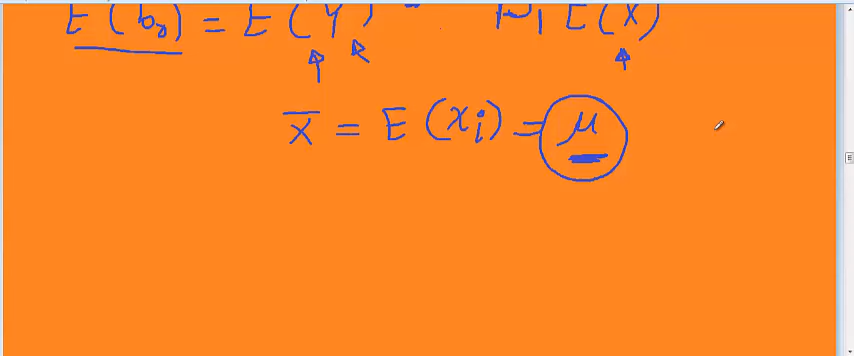 E(b₀) = E(Y) - β₁ E(X)
x̄ = E(xᵢ) = μ